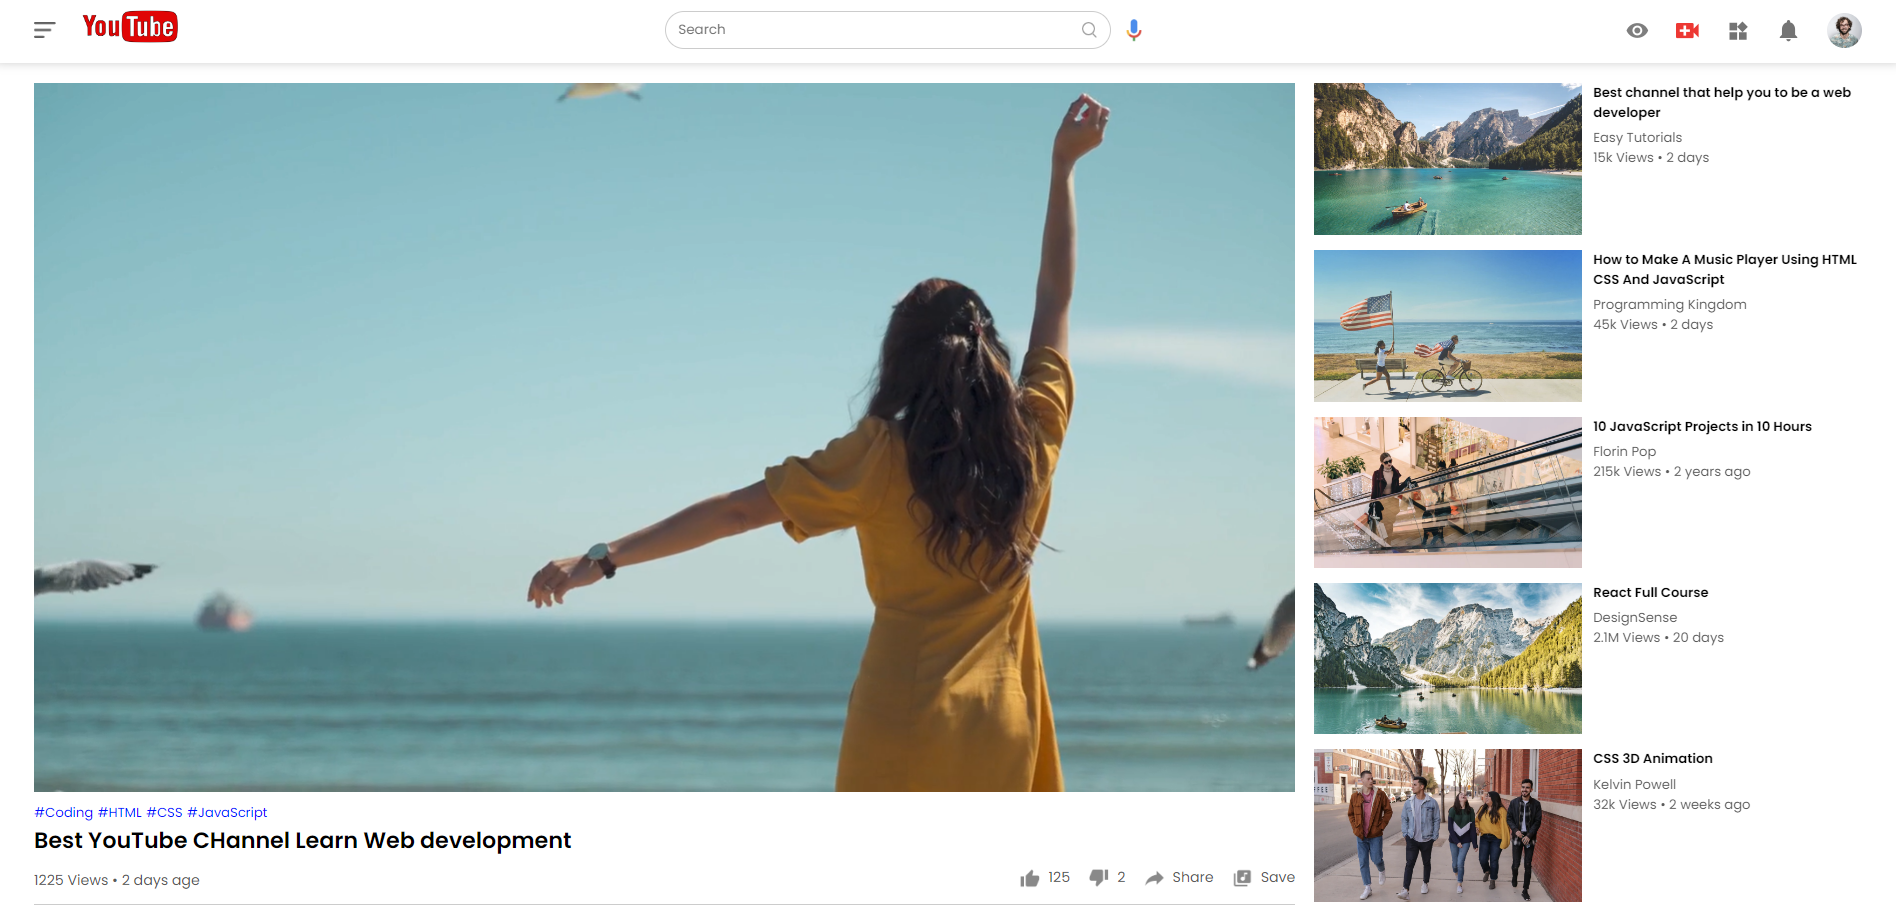 YouTube
Search
#Coding #HTML #CSS #JavaScript
Best YouTube CHannel Learn Web development
1225 Views • 2 days age
125
2
Share
Save
Best channel that help you to be a web
developer
Easy Tutorials
15k Views • 2 days
How to Make A Music Player Using HTML
CSS And JavaScript
Programming Kingdom
45k Views • 2 days
10 JavaScript Projects in 10 Hours
Florin Pop
215k Views • 2 years ago
React Full Course
DesignSense
2.1M Views • 20 days
CSS 3D Animation
Kelvin Powell
32k Views • 2 weeks ago